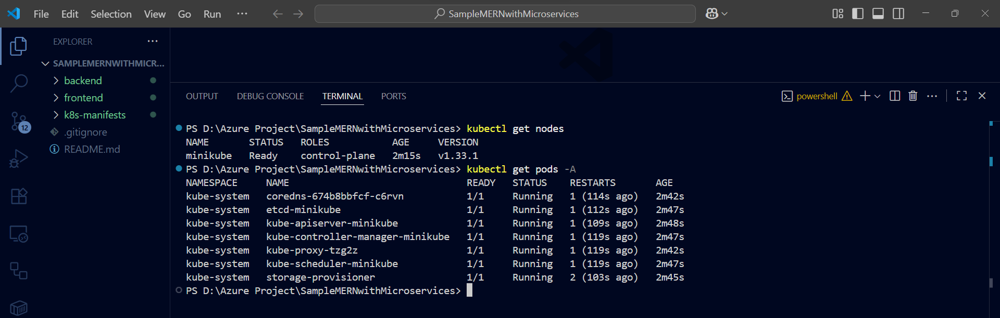 File Edit Selection View Go Run ··· SampleMERNwithMicroservices
EXPLORER ···
SAMPLEMERNWITHMICR...
backend
frontend
k8s-manifests
.gitignore
README.md
12
OUTPUT DEBUG CONSOLE TERMINAL PORTS powershell ···
PS D:\Azure Project\SampleMERNwithMicroservices> kubectl get nodes
NAME STATUS ROLES AGE VERSION
minikube Ready control-plane 2m15s v1.33.1
PS D:\Azure Project\SampleMERNwithMicroservices> kubectl get pods -A
NAMESPACE NAME READY STATUS RESTARTS AGE
kube-system coredns-674b8bbfcf-c6rvn 1/1 Running 1 (114s ago) 2m42s
kube-system etcd-minikube 1/1 Running 1 (112s ago) 2m47s
kube-system kube-apiserver-minikube 1/1 Running 1 (109s ago) 2m48s
kube-system kube-controller-manager-minikube 1/1 Running 1 (119s ago) 2m47s
kube-system kube-proxy-tzg2z 1/1 Running 1 (119s ago) 2m42s
kube-system kube-scheduler-minikube 1/1 Running 1 (119s ago) 2m47s
kube-system storage-provisioner 1/1 Running 2 (103s ago) 2m45s
PS D:\Azure Project\SampleMERNwithMicroservices>